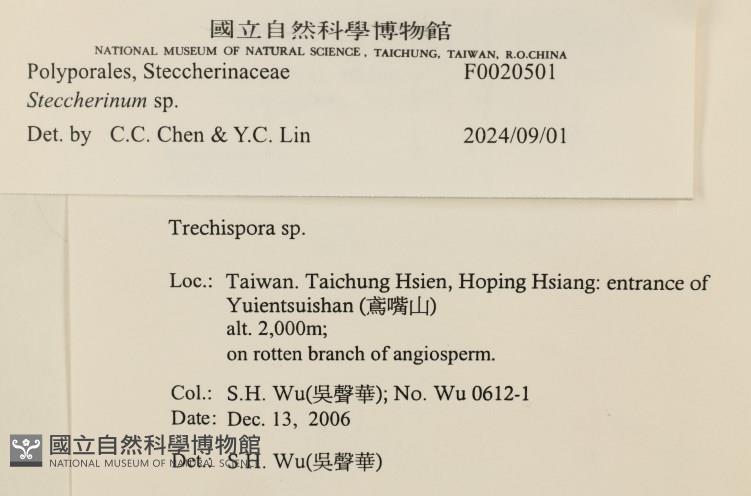 國立自然科學博物館
NATIONAL MUSEUM OF NATURAL SCIENCE, TAICHUNG, TAIWAN, R.O.CHINA
Polyporales, Steccherinaceae F0020501
Steccherinum sp.
Det. by C.C. Chen & Y.C. Lin 2024/09/01
Trechispora sp.
Loc.: Taiwan. Taichung Hsien, Hoping Hsiang: entrance of
Yuientsuishan (鳶嘴山)
alt. 2,000m;
on rotten branch of angiosperm.
Col.: S.H. Wu(吳聲華); No. Wu 0612-1
Date: Dec. 13, 2006
Det.: S.H. Wu(吳聲華)
國立自然科學博物館
NATIONAL MUSEUM OF NATURAL SCIENCE